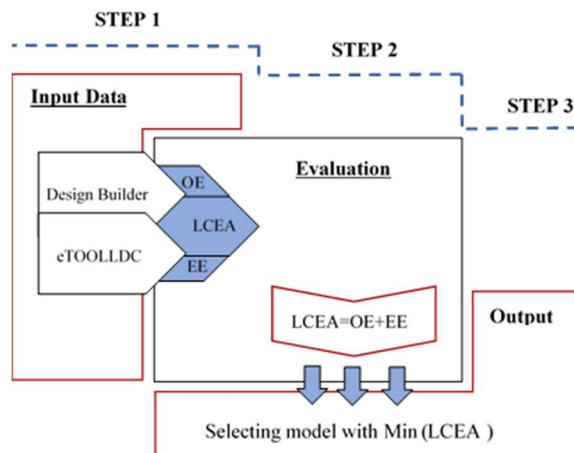 STEP 1
STEP 2
STEP 3
Input Data
Evaluation
Design Builder
OE
LCEA
eTOOLLDC
EE
LCEA=OE+EE
Output
Selecting model with Min (LCEA )